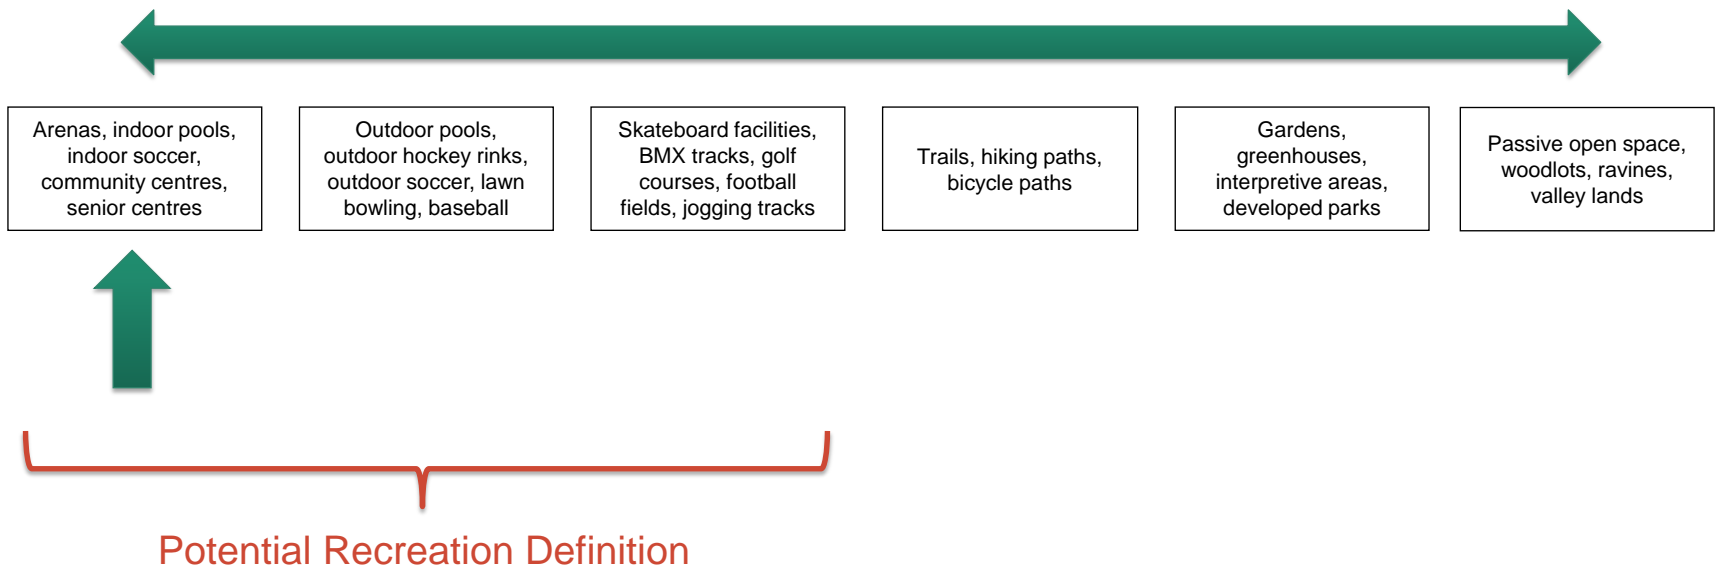 Arenas, indoor pools,
indoor soccer,
community centres,
senior centres
Outdoor pools,
outdoor hockey rinks,
outdoor soccer, lawn
bowling, baseball
Skateboard facilities,
BMX tracks, golf
courses, football
fields, jogging tracks
Trails, hiking paths,
bicycle paths
Gardens,
greenhouses,
interpretive areas,
developed parks
Passive open space,
woodlots, ravines,
valley lands
Potential Recreation Definition